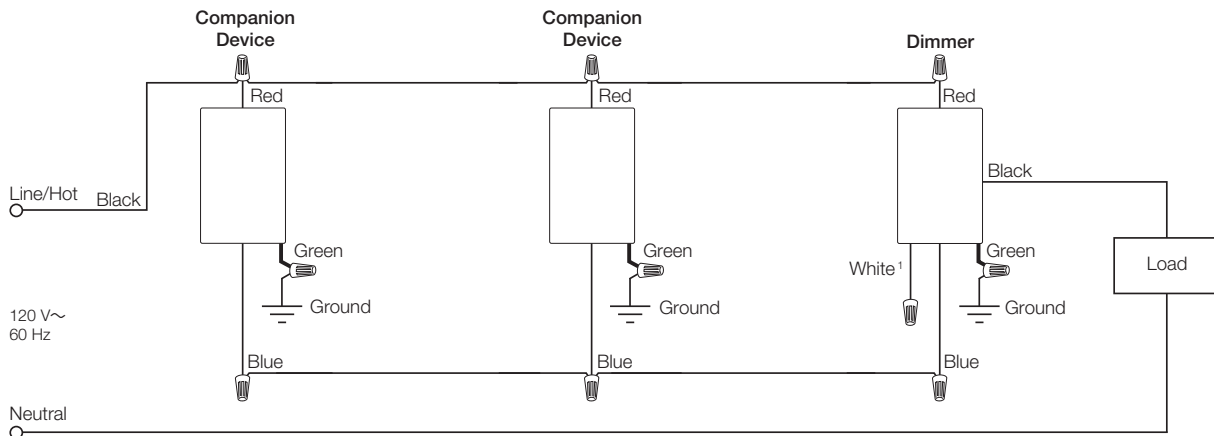 Companion
Device
Companion
Device
Dimmer
Red
Red
Red
Line/Hot
Black
Black
Green
Green
White¹
Green
Load
Ground
Ground
Ground
120 V~
60 Hz
Blue
Blue
Blue
Neutral